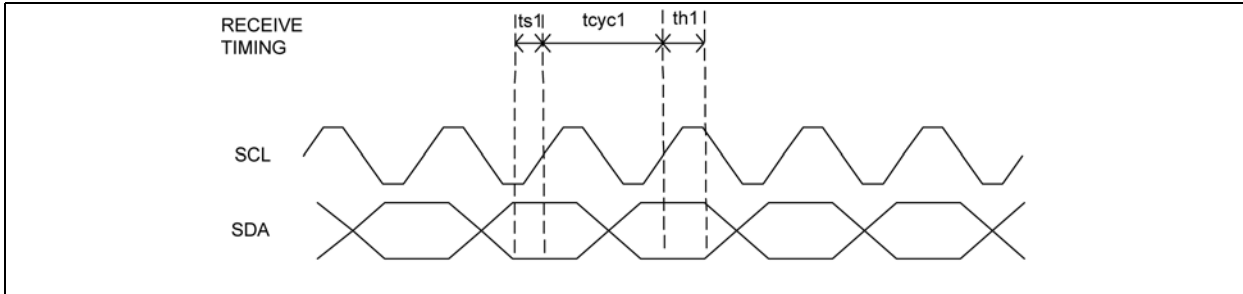 RECEIVE
TIMING
ts1
tcyc1
th1
SCL
SDA